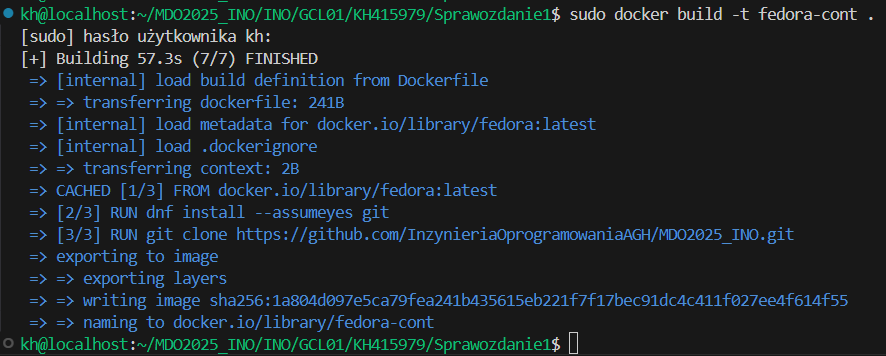 kh@localhost:~/MDO2025_INO/INO/GCL01/KH415979/Sprawozdanie1$ sudo docker build -t fedora-cont .
[sudo] hasło użytkownika kh:
[+] Building 57.3s (7/7) FINISHED
=> [internal] load build definition from Dockerfile
=> => transferring dockerfile: 241B
=> [internal] load metadata for docker.io/library/fedora:latest
=> [internal] load .dockerignore
=> => transferring context: 2B
=> CACHED [1/3] FROM docker.io/library/fedora:latest
=> [2/3] RUN dnf install --assumeyes git
=> [3/3] RUN git clone https://github.com/InzynieriaOprogramowaniaAGH/MDO2025_INO.git
=> exporting to image
=> => exporting layers
=> => writing image sha256:1a804d097e5ca79fea241b435615eb221f7f17bec91dc4c411f027ee4f614f55
=> => naming to docker.io/library/fedora-cont
kh@localhost:~/MDO2025_INO/INO/GCL01/KH415979/Sprawozdanie1$